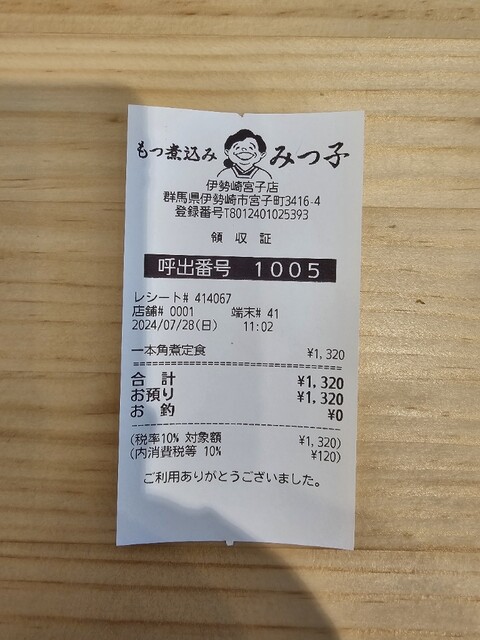 もつ煮込み みつ子
伊勢崎宮子店
群馬県伊勢崎市宮子町3416-4
登録番号T8012401025393
領 収 証
呼出番号 1005
レシート# 414067
店舗# 0001 端末# 41
2024/07/28(日) 11:02
一本角煮定食 ¥1,320
合 計 ¥1,320
お預り ¥1,320
お 釣 ¥0
(税率10% 対象額 ¥1,320)
(内消費税等 10% ¥120)
ご利用ありがとうございました。